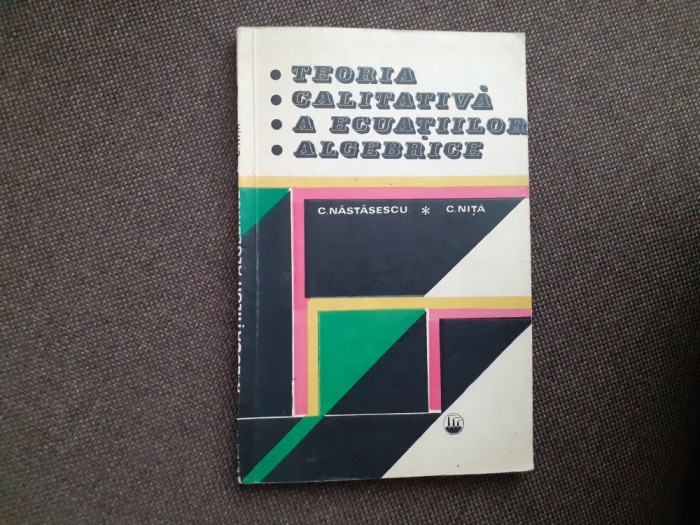 • TEORIA
• CALITATIVĂ
• A ECUAȚIILOR
• ALGEBRICE
C.NĂSTĂSESCU * C.NIȚĂ